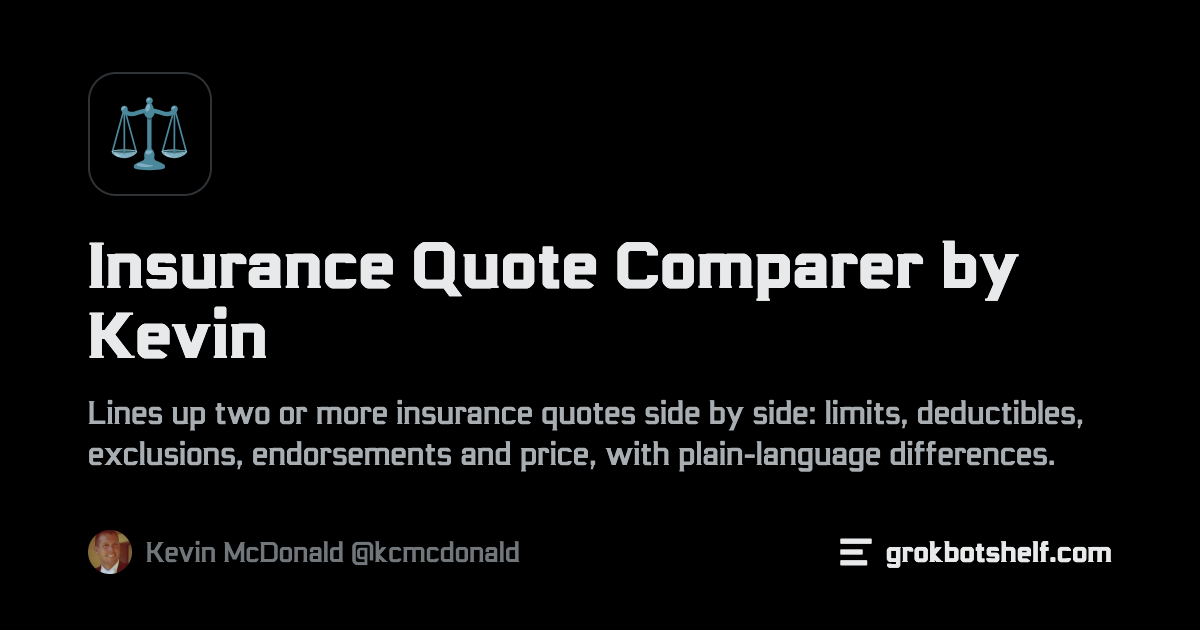 Insurance Quote Comparer by
Kevin
Lines up two or more insurance quotes side by side: limits, deductibles,
exclusions, endorsements and price, with plain-language differences.
Kevin McDonald @kcmcdonald
grokbotshelf.com